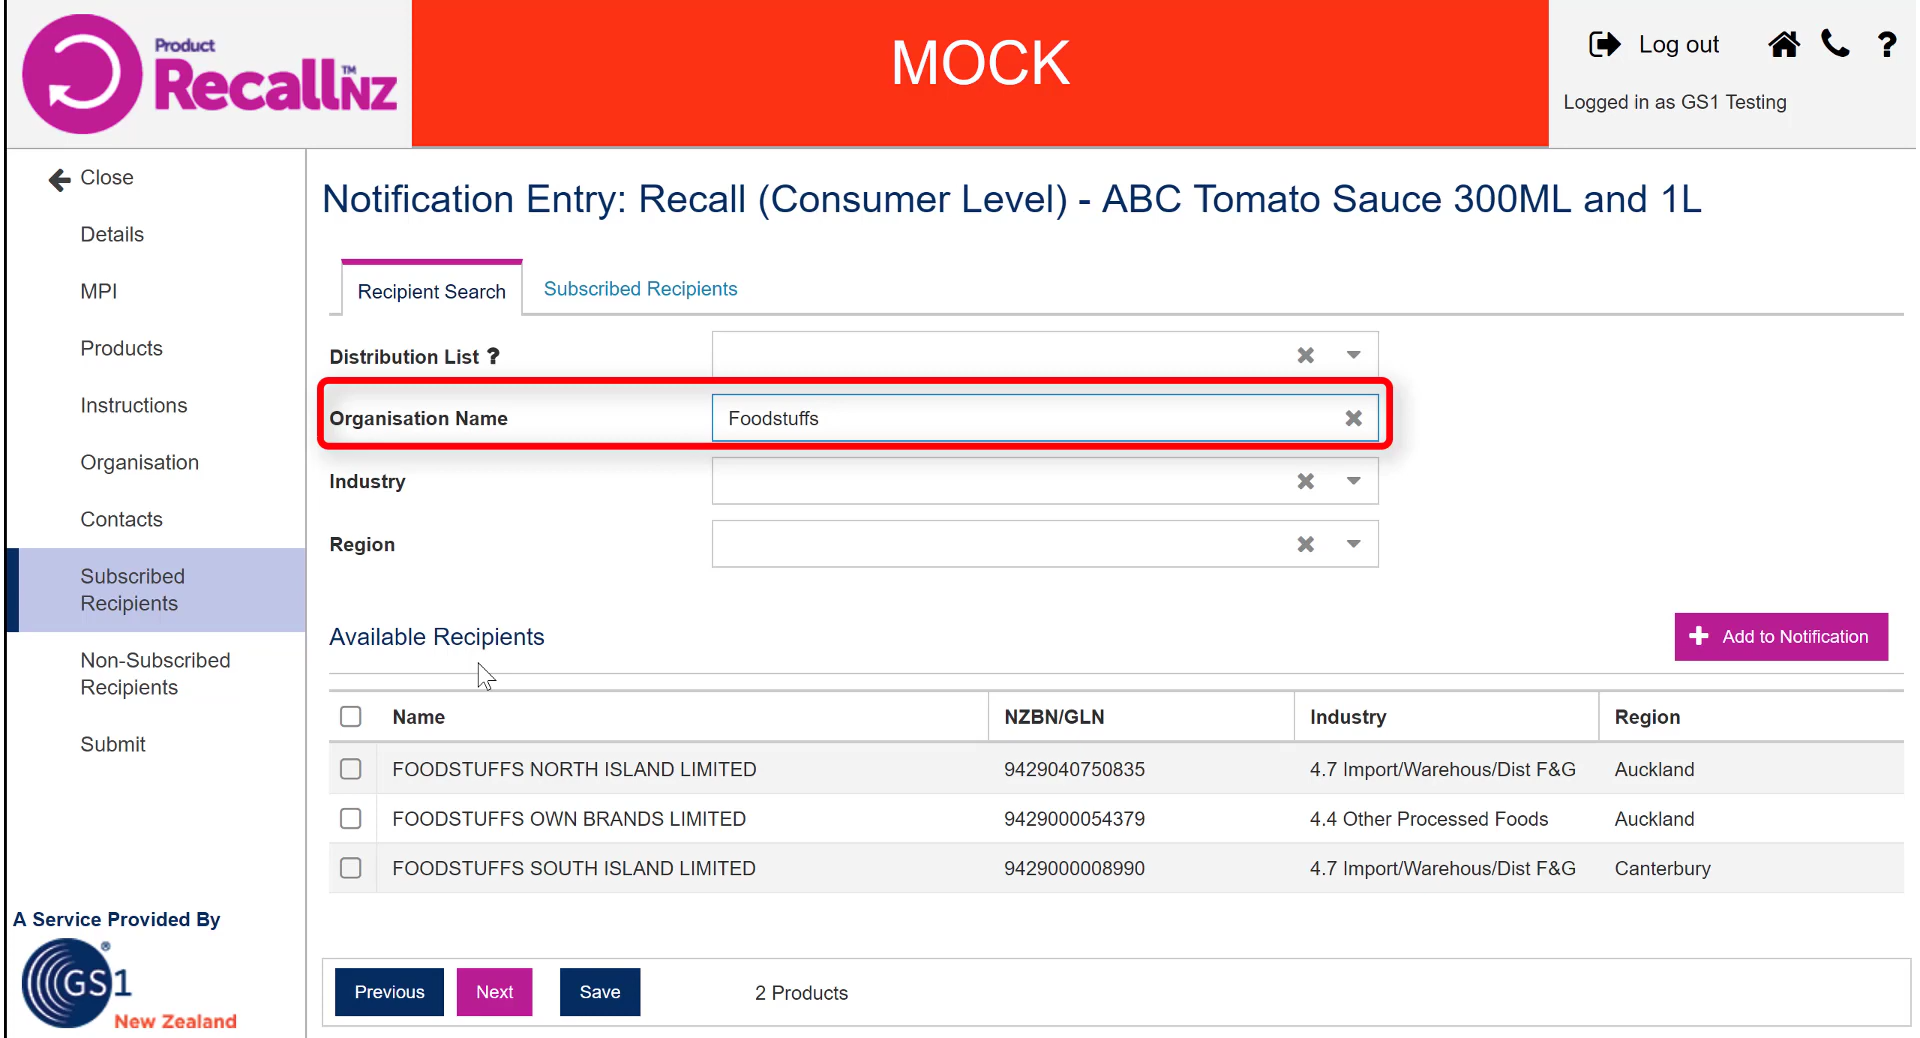 Product
RecallNZ™
MOCK
Log out
?
Logged in as GS1 Testing
Close
Details
MPI
Products
Instructions
Organisation
Contacts
Subscribed
Recipients
Non-Subscribed
Recipients
Submit
A Service Provided By
GS1®
New Zealand
Notification Entry: Recall (Consumer Level) - ABC Tomato Sauce 300ML and 1L
Recipient Search Subscribed Recipients
Distribution List ?
Organisation Name Foodstuffs
Industry
Region
Available Recipients
+ Add to Notification
Name NZBN/GLN Industry Region
FOODSTUFFS NORTH ISLAND LIMITED 9429040750835 4.7 Import/Warehous/Dist F&G Auckland
FOODSTUFFS OWN BRANDS LIMITED 9429000054379 4.4 Other Processed Foods Auckland
FOODSTUFFS SOUTH ISLAND LIMITED 9429000008990 4.7 Import/Warehous/Dist F&G Canterbury
Previous Next Save 2 Products